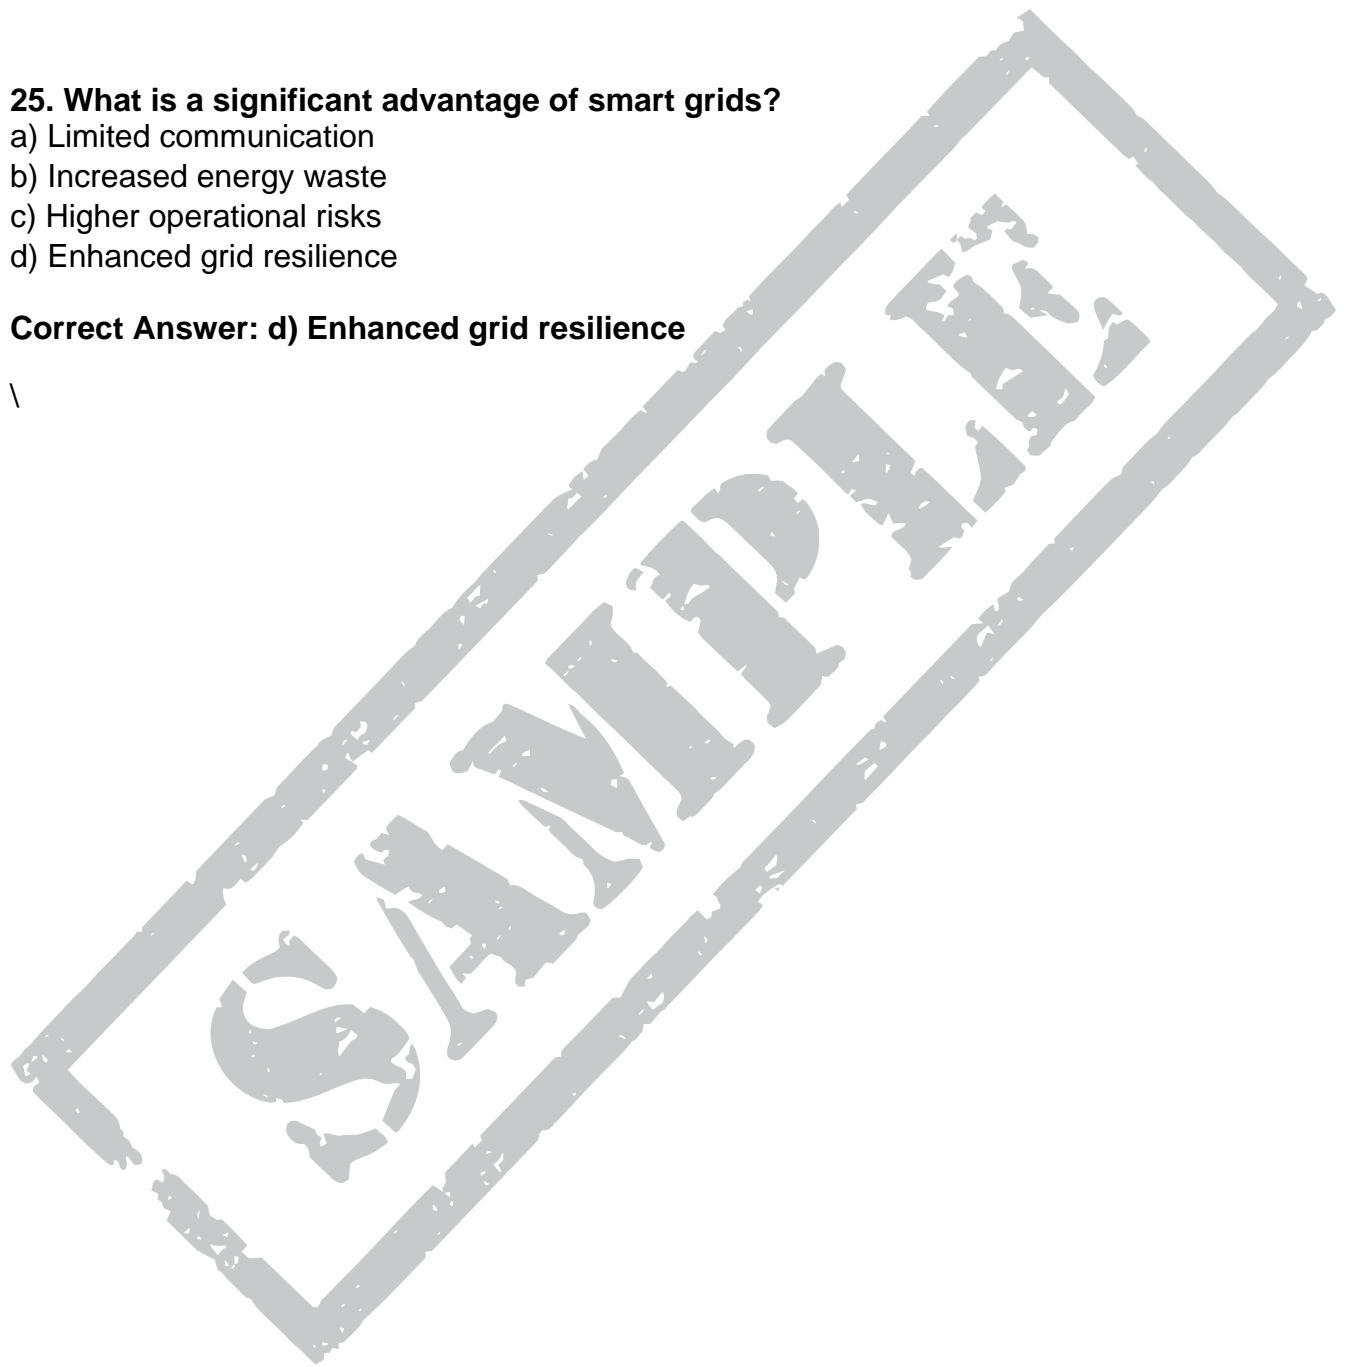 25. What is a significant advantage of smart grids?
a) Limited communication
b) Increased energy waste
c) Higher operational risks
d) Enhanced grid resilience
Correct Answer: d) Enhanced grid resilience
\
SAMPLE